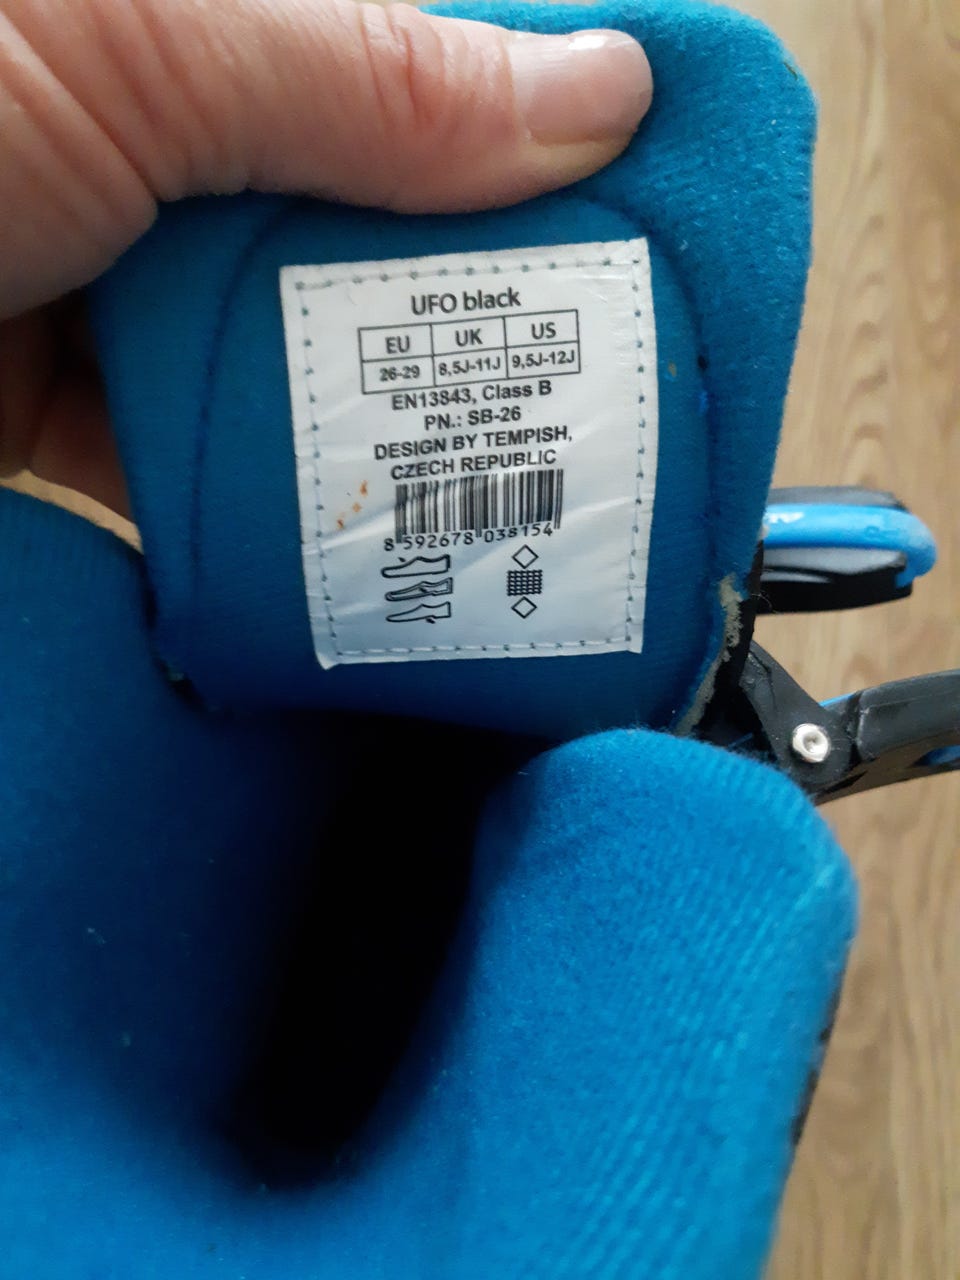 UFO black
EU UK US
26-29 8,5J-11J 9,5J-12J
EN13843, Class B
PN.: SB-26
DESIGN BY TEMPISH,
CZECH REPUBLIC
8 592678 038154